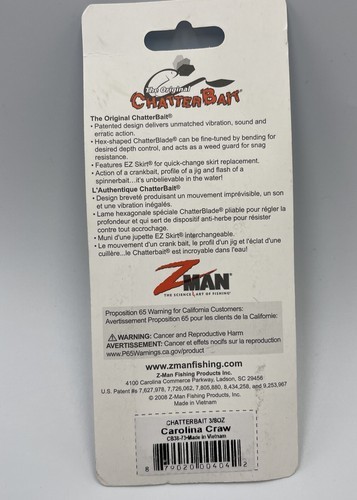 The Original
CHATTERBAIT
The Original ChatterBait®
• Patented design delivers unmatched vibration, sound and
erratic action.
• Hex-shaped ChatterBlade® can be fine-tuned by bending for
desired depth control, and acts as a weed guard for snag
resistance.
• Features EZ Skirt® for quick-change skirt replacement.
• Action of a crankbait, profile of a jig and flash of a
spinnerbait...it's unbelievable in the water!
L'Authentique ChatterBait®
• Design breveté produisant un mouvement imprévisible, un son
et une vibration inégalés.
• Lame hexagonale spéciale ChatterBlade® pliable pour régler la
profondeur et qui sert de dispositif anti-herbe pour résister
contre tout accrochage.
• Muni d'une jupette EZ Skirt® interchangeable.
• Le mouvement d'un crank bait, le profil d'un jig et l'éclat d'une
cuillère...le Chatterbait® est incroyable dans l'eau!
Z MAN®
THE SCIENCE & ART OF FISHING®
Proposition 65 Warning for California Customers:
Avertissement Proposition 65 pour les clients de la Californie:
⚠WARNING: Cancer and Reproductive Harm
AVERTISSEMENT: Cancer et effets nocifs sur la reproduction
www.P65Warnings.ca.gov/product
www.zmanfishing.com
Z-Man Fishing Products Inc.
4100 Carolina Commerce Parkway, Ladson, SC 29456
U.S. Patent #s 7,627,978, 7,726,062, 7,805,880, 8,434,258, and 9,253,967
© 2008 Z-Man Fishing Products, Inc.
Made in Vietnam
CHATTERBAIT 3/8OZ
Carolina Craw
CB38-73 Made in Vietnam
8 79020 00404 2